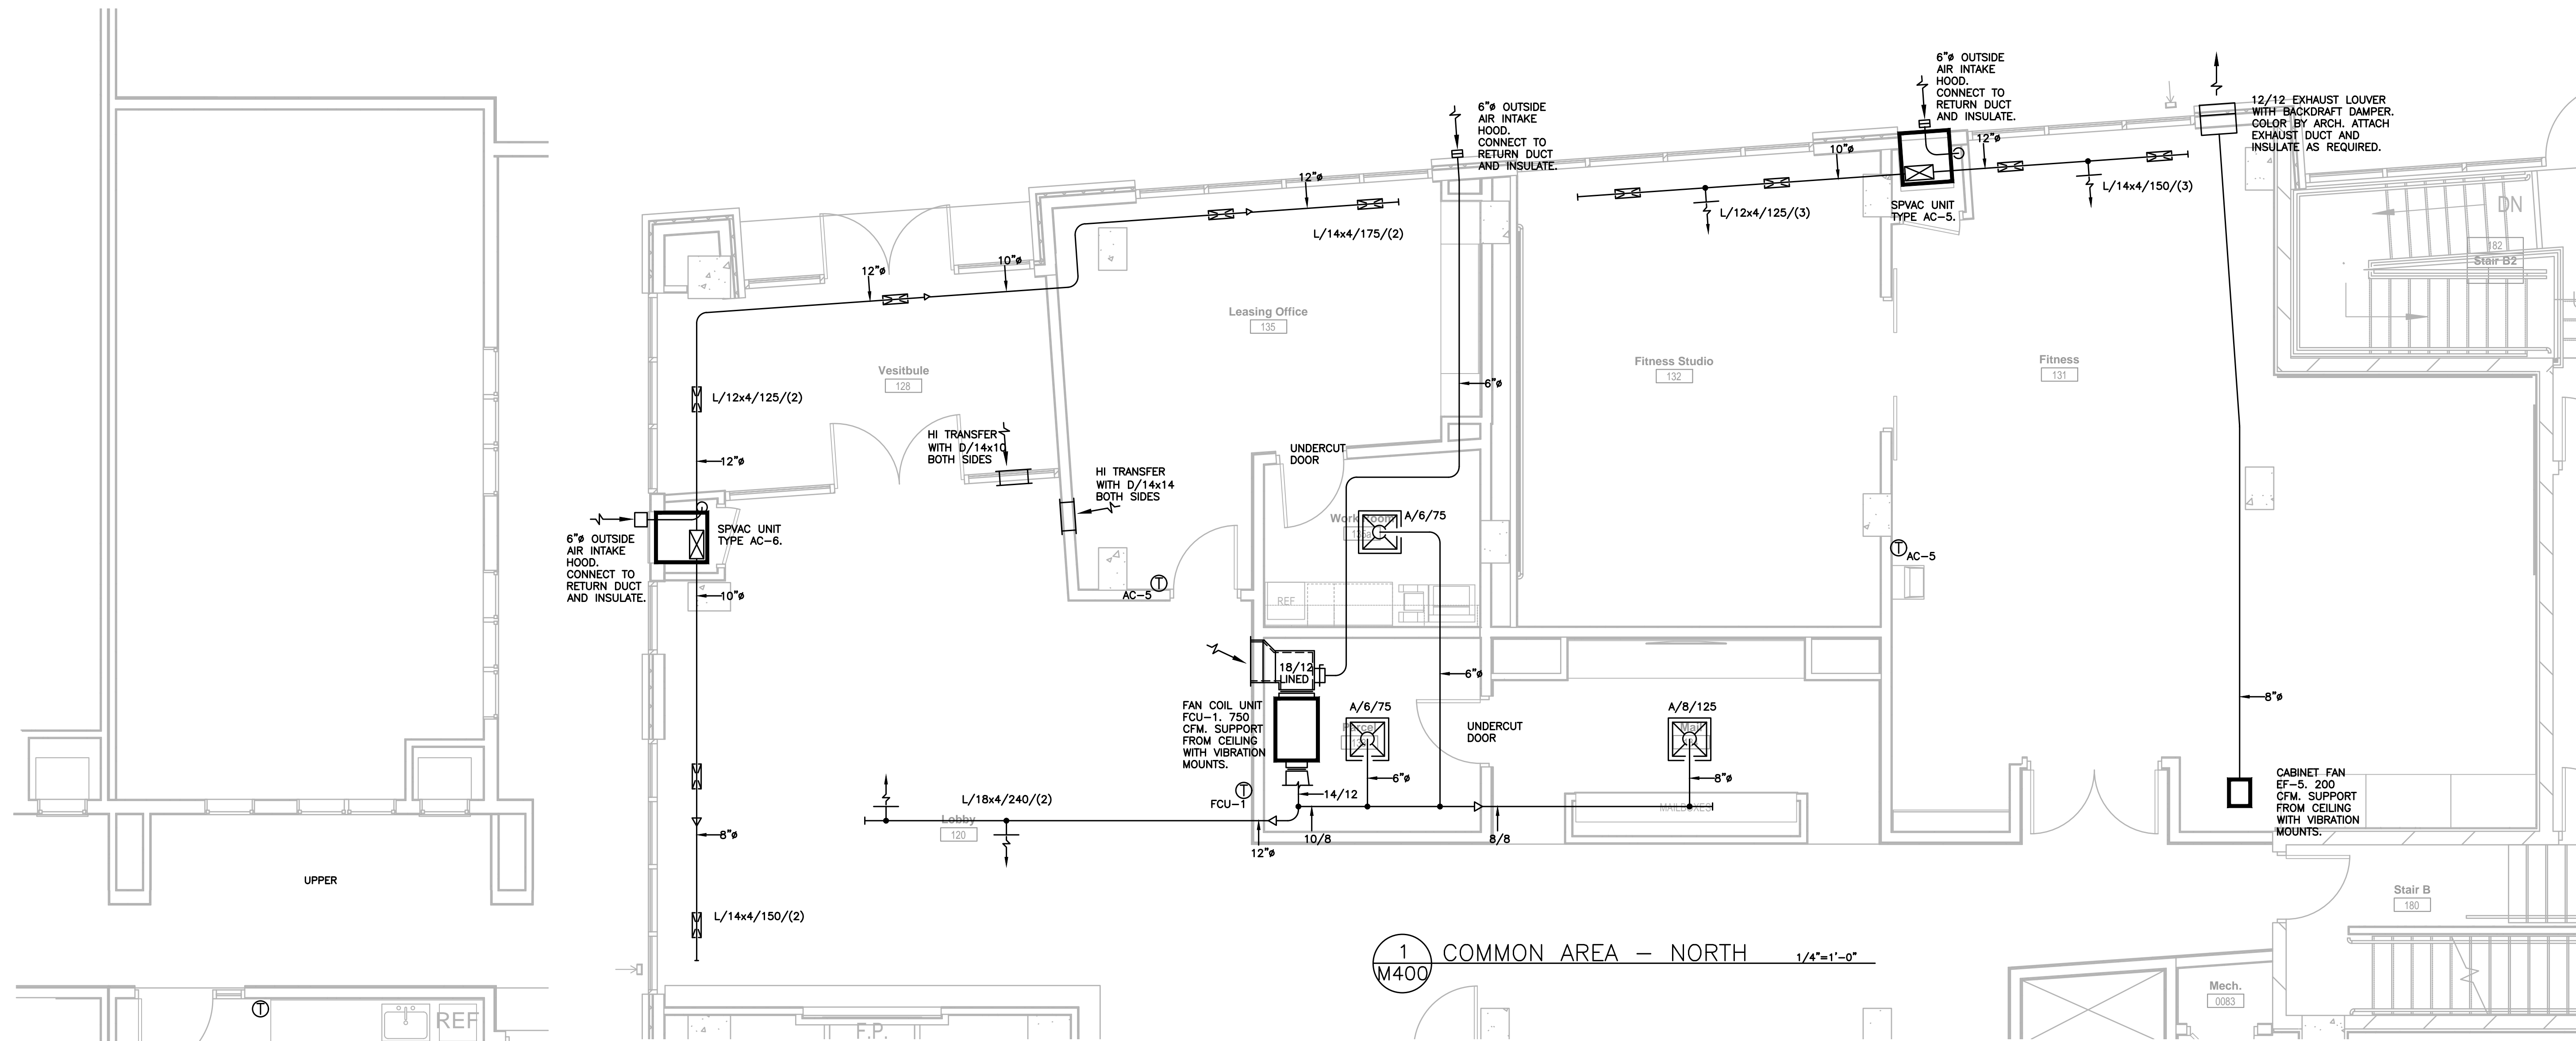 6"ø OUTSIDE
AIR INTAKE
HOOD.
CONNECT TO
RETURN DUCT
AND INSULATE.
12/12 EXHAUST LOUVER
WITH BACKDRAFT DAMPER.
COLOR BY ARCH. ATTACH
EXHAUST DUCT AND
INSULATE AS REQUIRED.
6"ø OUTSIDE
AIR INTAKE
HOOD.
CONNECT TO
RETURN DUCT
AND INSULATE.
10"ø
12"ø
12"ø
L/14x4/150/(3)
SPVAC UNIT
TYPE AC-5.
L/12x4/125/(3)
DN
182
Stair B2
L/14x4/175/(2)
12"ø
10"ø
Leasing Office
135
Vesitbule
128
Fitness Studio
132
Fitness
131
6"ø
L/12x4/125/(2)
HI TRANSFER
WITH D/14x10
BOTH SIDES
UNDERCUT
DOOR
12"ø
HI TRANSFER
WITH D/14x14
BOTH SIDES
SPVAC UNIT
TYPE AC-6.
6"ø OUTSIDE
AIR INTAKE
HOOD.
CONNECT TO
RETURN DUCT
AND INSULATE.
A/6/75
Work Room
135a
AC-5
T
T
AC-5
10"ø
REF
18/12
LINED
6"ø
8"ø
FAN COIL UNIT
FCU-1. 750
CFM. SUPPORT
FROM CEILING
WITH VIBRATION
MOUNTS.
A/6/75
Parcel
UNDERCUT
DOOR
A/8/125
Mail
6"ø
8"ø
CABINET FAN
EF-5. 200
CFM. SUPPORT
FROM CEILING
WITH VIBRATION
MOUNTS.
T
FCU-1
14/12
L/18x4/240/(2)
MAILBOXES
Lobby
120
8"ø
12"ø
10/8
8/8
UPPER
L/14x4/150/(2)
Stair B
180
1
M400
COMMON AREA - NORTH
1/4"=1'-0"
Mech.
0083
T
REF
F.P.